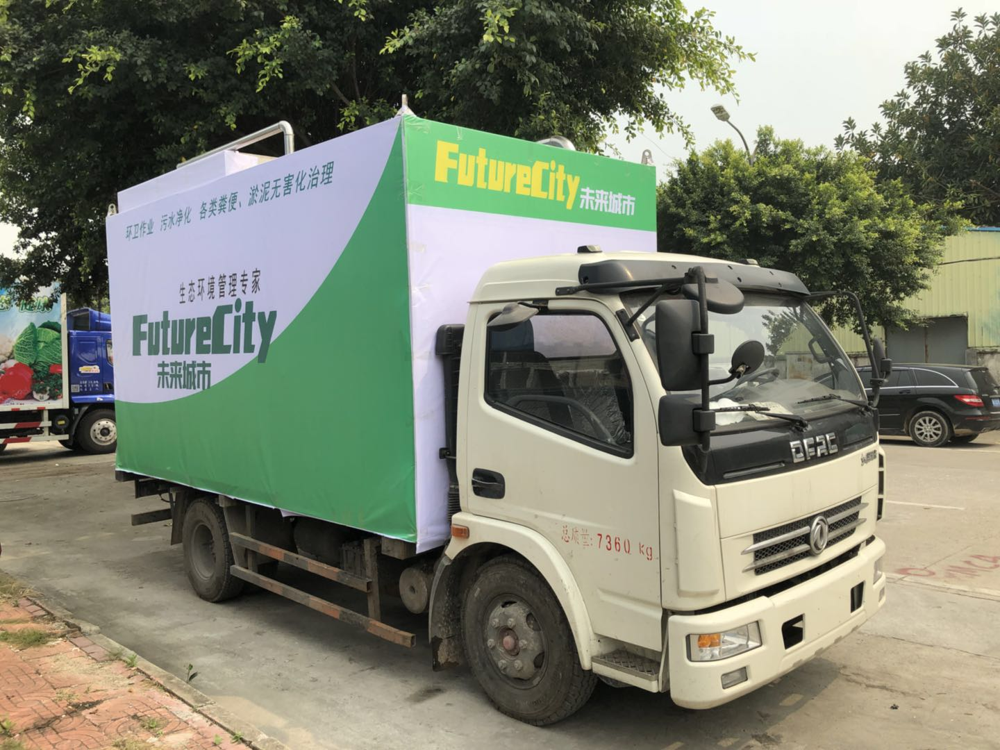 环卫作业 污水净化 各类粪便、淤泥无害化治理
生态环境管理专家
FutureCity
未来城市
FutureCity 未来城市
DFAC
总质量:7360 kg